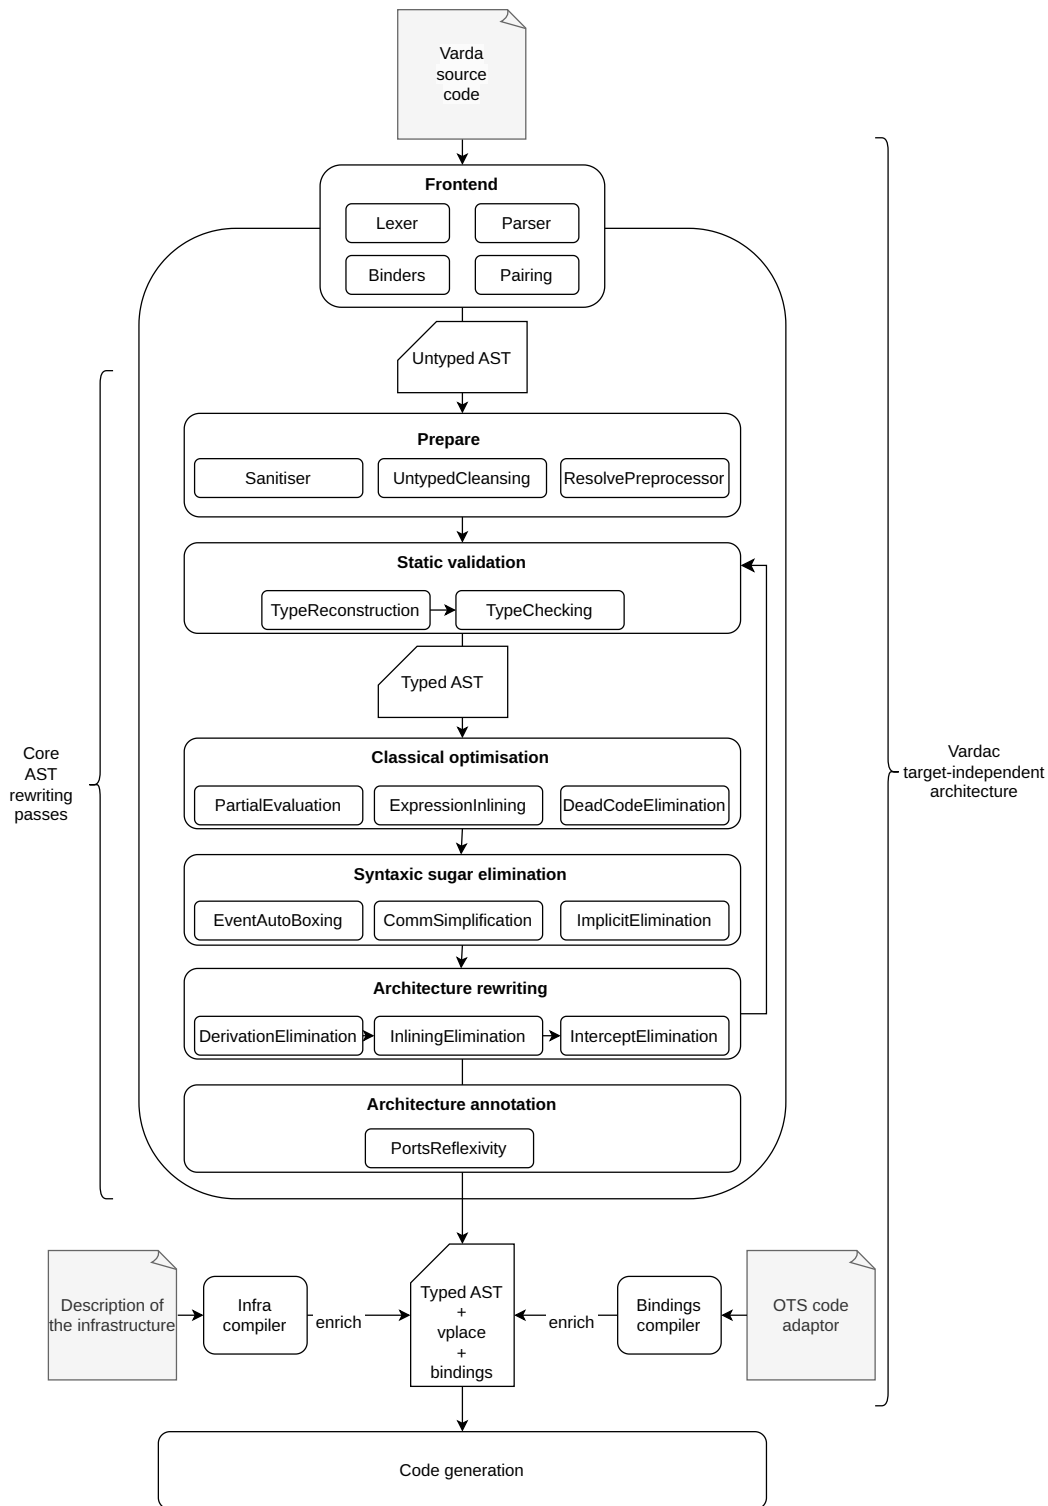 Varda
source
code
Frontend
Lexer
Parser
Binders
Pairing
Untyped AST
Prepare
Sanitiser
UntypedCleansing
ResolvePreprocessor
Static validation
TypeReconstruction
TypeChecking
Typed AST
Core
AST
rewriting
passes
Vardac
target-independent
architecture
Classical optimisation
PartialEvaluation
ExpressionInlining
DeadCodeElimination
Syntaxic sugar elimination
EventAutoBoxing
CommSimplification
ImplicitElimination
Architecture rewriting
DerivationElimination
InliningElimination
InterceptElimination
Architecture annotation
PortsReflexivity
Description of
the infrastructure
Infra
compiler
enrich
Typed AST
+
vplace
+
bindings
enrich
Bindings
compiler
OTS code
adaptor
Code generation